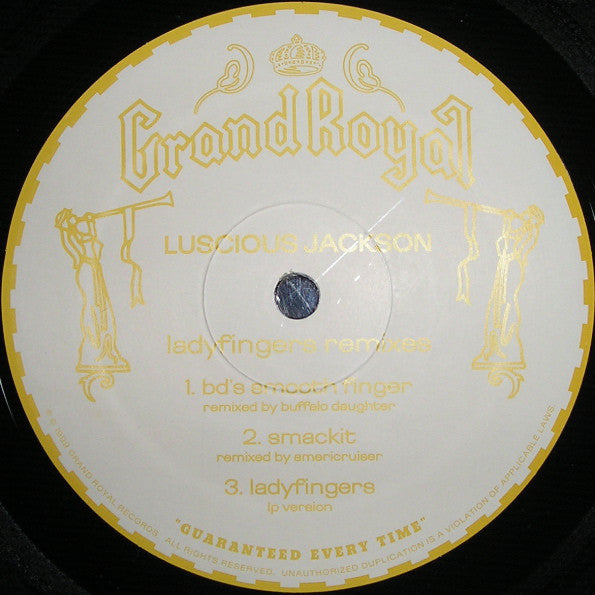 Grand Royal
LUSCIOUS JACKSON
ladyfingers remixes
1. bd's smooth finger
remixed by buffalo daughter
2. smackit
remixed by americruiser
3. ladyfingers
lp version
"GUARANTEED EVERY TIME"
℗ © 1999 GRAND ROYAL RECORDS. ALL RIGHTS RESERVED. UNAUTHORIZED DUPLICATION IS A VIOLATION OF APPLICABLE LAWS.